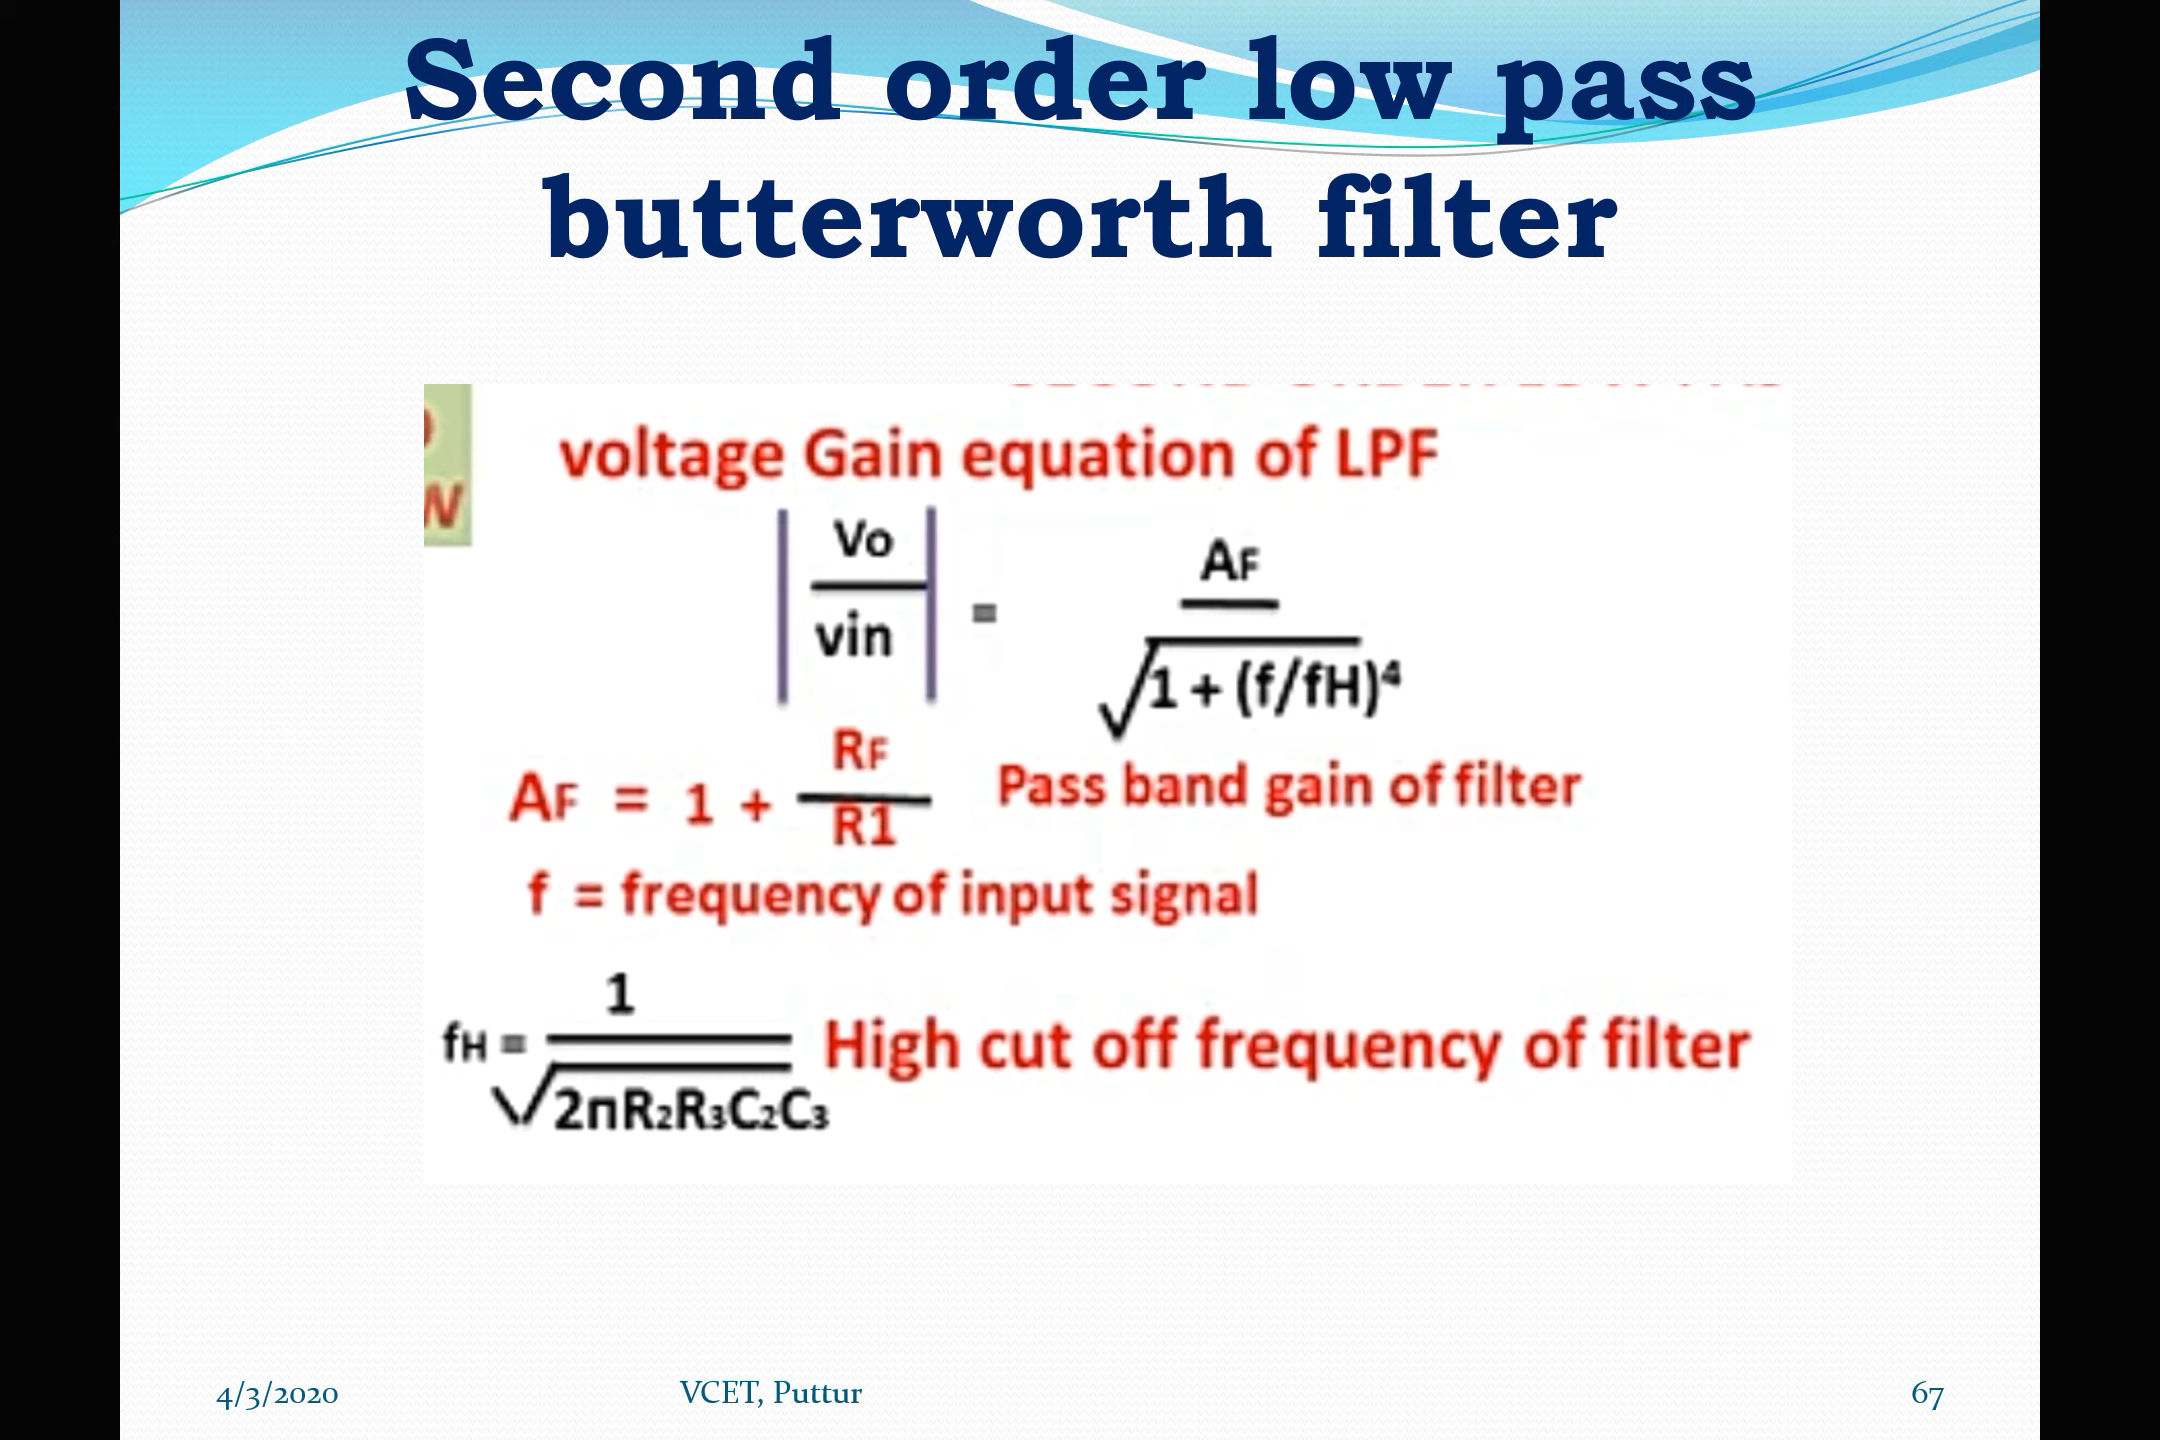 Second order low pass
butterworth filter
W
voltage Gain equation of LPF
Vo
vin
=
AF
√1 + (f/fH)⁴
AF = 1 + RF
R1
Pass band gain of filter
f = frequency of input signal
fH = 1
√2πR2R3C2C3
High cut off frequency of filter
4/3/2020
VCET, Puttur
67